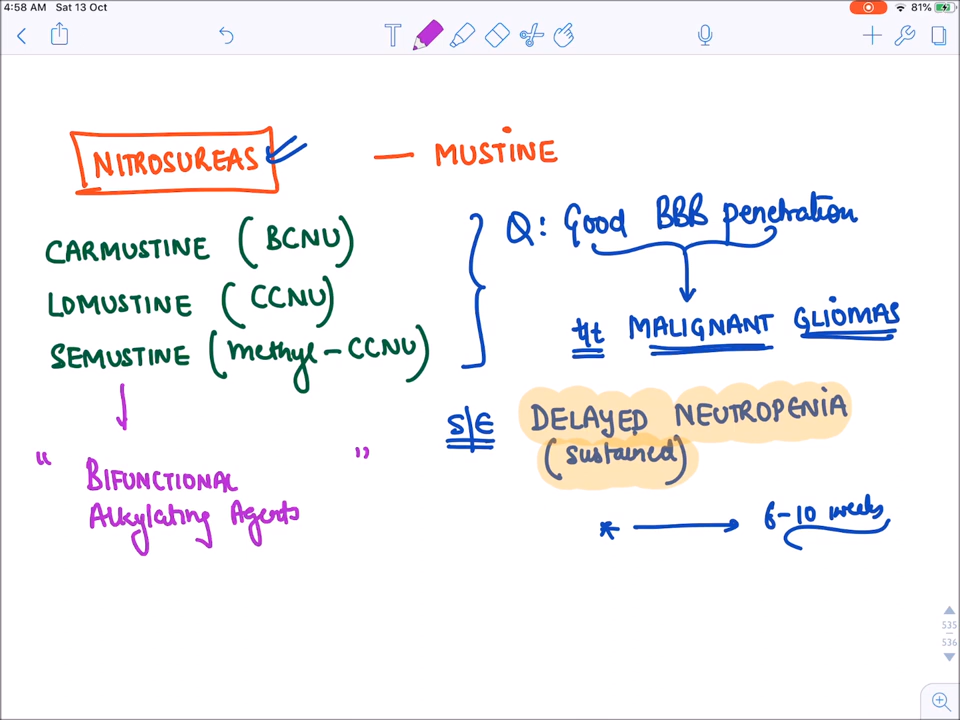 4:58 AM Sat 13 Oct
81%
T
NITROSUREAS — MUSTINE
CARMUSTINE (BCNU)
LOMUSTINE (CCNU)
SEMUSTINE (methyl-CCNU)
"BIFUNCTIONAL
Alkylating Agents"
Q: Good BBB penetration
ttt MALIGNANT GLIOMAS
S/E DELAYED NEUTROPENIA
(sustained)
* → 6-10 weeks
535
536